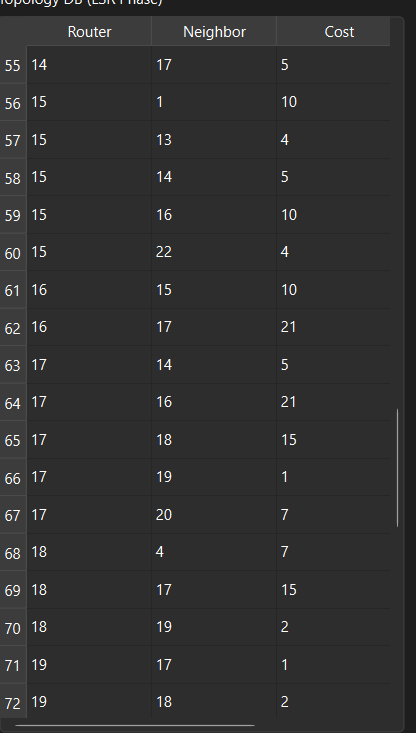 Topology DB (LSR Phase)
Router Neighbor Cost
55 14 17 5
56 15 1 10
57 15 13 4
58 15 14 5
59 15 16 10
60 15 22 4
61 16 15 10
62 16 17 21
63 17 14 5
64 17 16 21
65 17 18 15
66 17 19 1
67 17 20 7
68 18 4 7
69 18 17 15
70 18 19 2
71 19 17 1
72 19 18 2